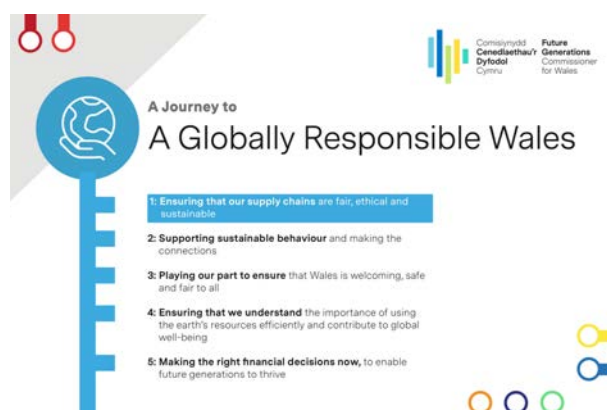 Comisiynydd
Cenedlaethau'r
Dyfodol
Cymru
Future
Generations
Commissioner
for Wales
A Journey to
A Globally Responsible Wales
1: Ensuring that our supply chains are fair, ethical and
sustainable
2: Supporting sustainable behaviour and making the
connections
3: Playing our part to ensure that Wales is welcoming, safe
and fair to all
4: Ensuring that we understand the importance of using
the earth's resources efficiently and contribute to global
well-being
5: Making the right financial decisions now, to enable
future generations to thrive